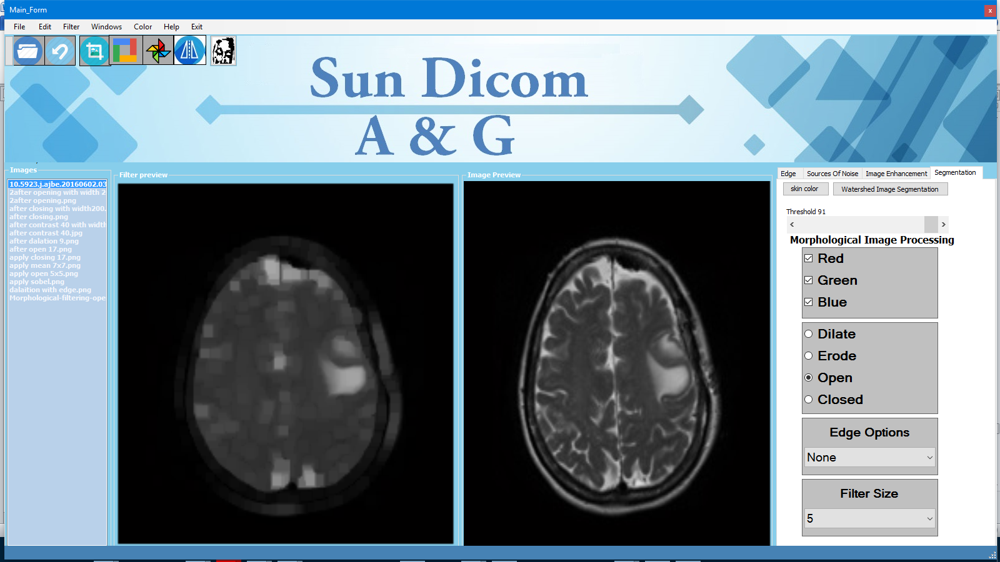 Main_Form
x
File Edit Filter Windows Color Help Exit
Sun Dicom
A & G
Images
10.5923.j.ajbe.20160602.03
2after opening with width 2
2after opening.png
after closing with width200.
after closing.png
after contrast 40 with width
after contrast 40.jpg
after dalation 9.png
after open 17.png
apply closing 17.png
apply mean 7x7.png
apply open 5x5.png
apply sobel.png
dalaition with edge.png
Morphological-filtering-ope
Filter preview
Image Preview
Edge Sources Of Noise Image Enhancement Segmentation
skin color Watershed Image Segmentation
Threshold 91
Morphological Image Processing
Red
Green
Blue
Dilate
Erode
Open
Closed
Edge Options
None
Filter Size
5